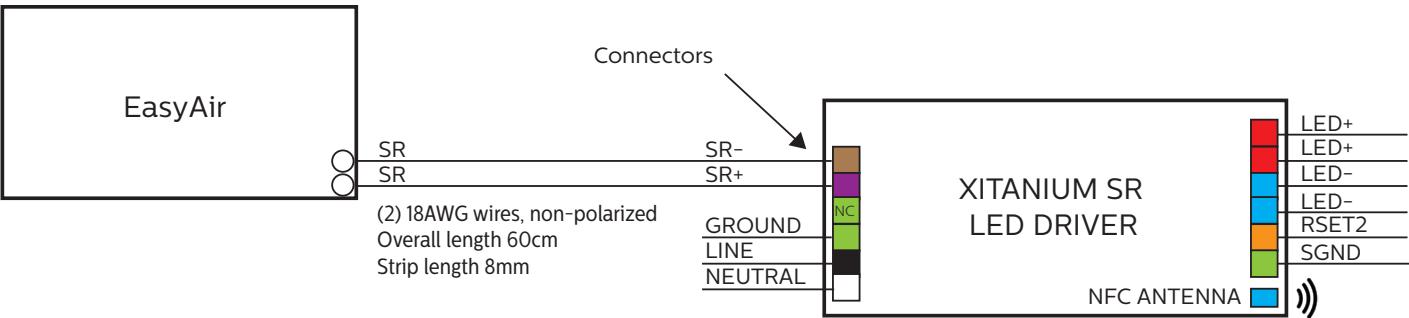 Connectors
EasyAir
SR
SR
SR-
SR+
(2) 18AWG wires, non-polarized
Overall length 60cm
Strip length 8mm
GROUND
LINE
NEUTRAL
NC
XITANIUM SR
LED DRIVER
NFC ANTENNA
LED+
LED+
LED-
LED-
RSET2
SGND